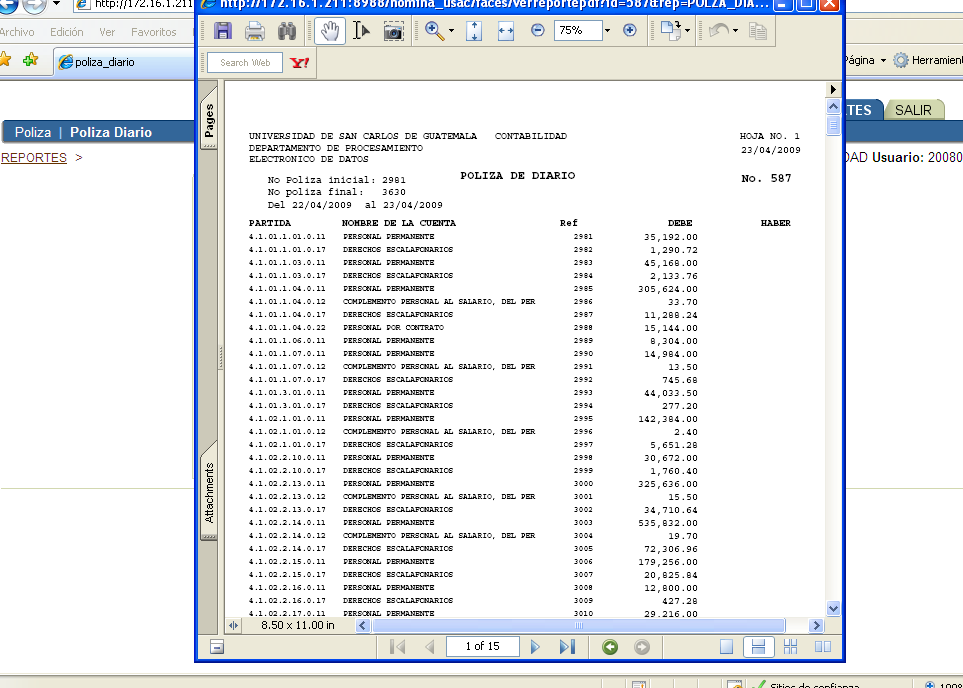 http://172.16.1.211:8988/nomina_usac/faces/verreportepdf?id=587&trep=POLZA_DIA...
http://172.16.1.211
Archivo Edición Ver Favoritos
75%
poliza_diario
Search Web Y!
Página Herramien
TES SALIR
Poliza | Poliza Diario
REPORTES >
DAD Usuario: 20080
Pages
Attachments
UNIVERSIDAD DE SAN CARLOS DE GUATEMALA CONTABILIDAD HOJA NO. 1
DEPARTAMENTO DE PROCESAMIENTO 23/04/2009
ELECTRONICO DE DATOS
POLIZA DE DIARIO No. 587
No Poliza inicial: 2981
No poliza final: 3630
Del 22/04/2009 al 23/04/2009
PARTIDA NOMBRE DE LA CUENTA Ref DEBE HABER
4.1.01.1.01.0.11 PERSONAL PERMANENTE 2981 35,192.00
4.1.01.1.01.0.17 DERECHOS ESCALAFONARIOS 2982 1,290.72
4.1.01.1.03.0.11 PERSONAL PERMANENTE 2983 45,168.00
4.1.01.1.03.0.17 DERECHOS ESCALAFONARIOS 2984 2,133.76
4.1.01.1.04.0.11 PERSONAL PERMANENTE 2985 305,624.00
4.1.01.1.04.0.12 COMPLEMENTO PERSONAL AL SALARIO, DEL PER 2986 33.70
4.1.01.1.04.0.17 DERECHOS ESCALAFONARIOS 2987 11,288.24
4.1.01.1.04.0.22 PERSONAL POR CONTRATO 2988 15,144.00
4.1.01.1.06.0.11 PERSONAL PERMANENTE 2989 8,304.00
4.1.01.1.07.0.11 PERSONAL PERMANENTE 2990 14,984.00
4.1.01.1.07.0.12 COMPLEMENTO PERSONAL AL SALARIO, DEL PER 2991 13.50
4.1.01.1.07.0.17 DERECHOS ESCALAFONARIOS 2992 745.68
4.1.01.3.01.0.11 PERSONAL PERMANENTE 2993 44,033.50
4.1.01.3.01.0.17 DERECHOS ESCALAFONARIOS 2994 277.20
4.1.02.1.01.0.11 PERSONAL PERMANENTE 2995 142,384.00
4.1.02.1.01.0.12 COMPLEMENTO PERSONAL AL SALARIO, DEL PER 2996 2.40
4.1.02.1.01.0.17 DERECHOS ESCALAFONARIOS 2997 5,651.28
4.1.02.2.10.0.11 PERSONAL PERMANENTE 2998 30,672.00
4.1.02.2.10.0.17 DERECHOS ESCALAFONARIOS 2999 1,760.40
4.1.02.2.13.0.11 PERSONAL PERMANENTE 3000 325,636.00
4.1.02.2.13.0.12 COMPLEMENTO PERSONAL AL SALARIO, DEL PER 3001 15.50
4.1.02.2.13.0.17 DERECHOS ESCALAFONARIOS 3002 34,710.64
4.1.02.2.14.0.11 PERSONAL PERMANENTE 3003 535,832.00
4.1.02.2.14.0.12 COMPLEMENTO PERSONAL AL SALARIO, DEL PER 3004 19.70
4.1.02.2.14.0.17 DERECHOS ESCALAFONARIOS 3005 72,306.96
4.1.02.2.15.0.11 PERSONAL PERMANENTE 3006 179,256.00
4.1.02.2.15.0.17 DERECHOS ESCALAFONARIOS 3007 20,825.84
4.1.02.2.16.0.11 PERSONAL PERMANENTE 3008 12,800.00
4.1.02.2.16.0.17 DERECHOS ESCALAFONARIOS 3009 427.28
4.1.02.2.17.0.11 PERSONAL PERMANENTE 3010 29,216.00
8.50 x 11.00 in
1 of 15
Sitios de confianza